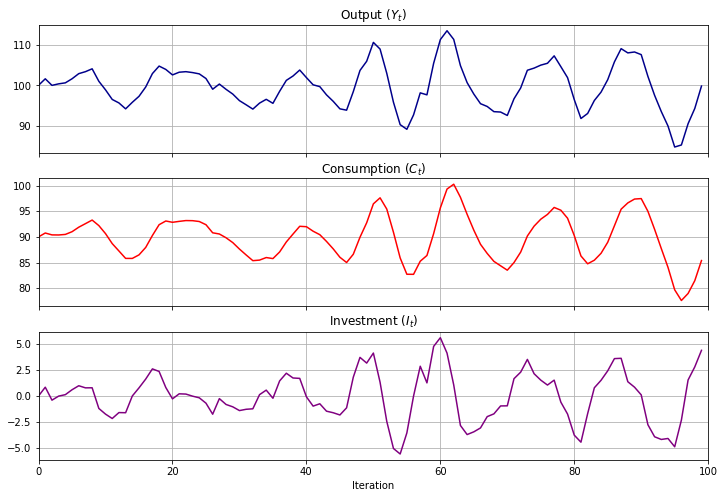 Output (Y_t)
110
100
90
Consumption (C_t)
100
95
90
85
80
Investment (I_t)
5.0
2.5
0.0
−2.5
−5.0
0 20 40 60 80 100
Iteration